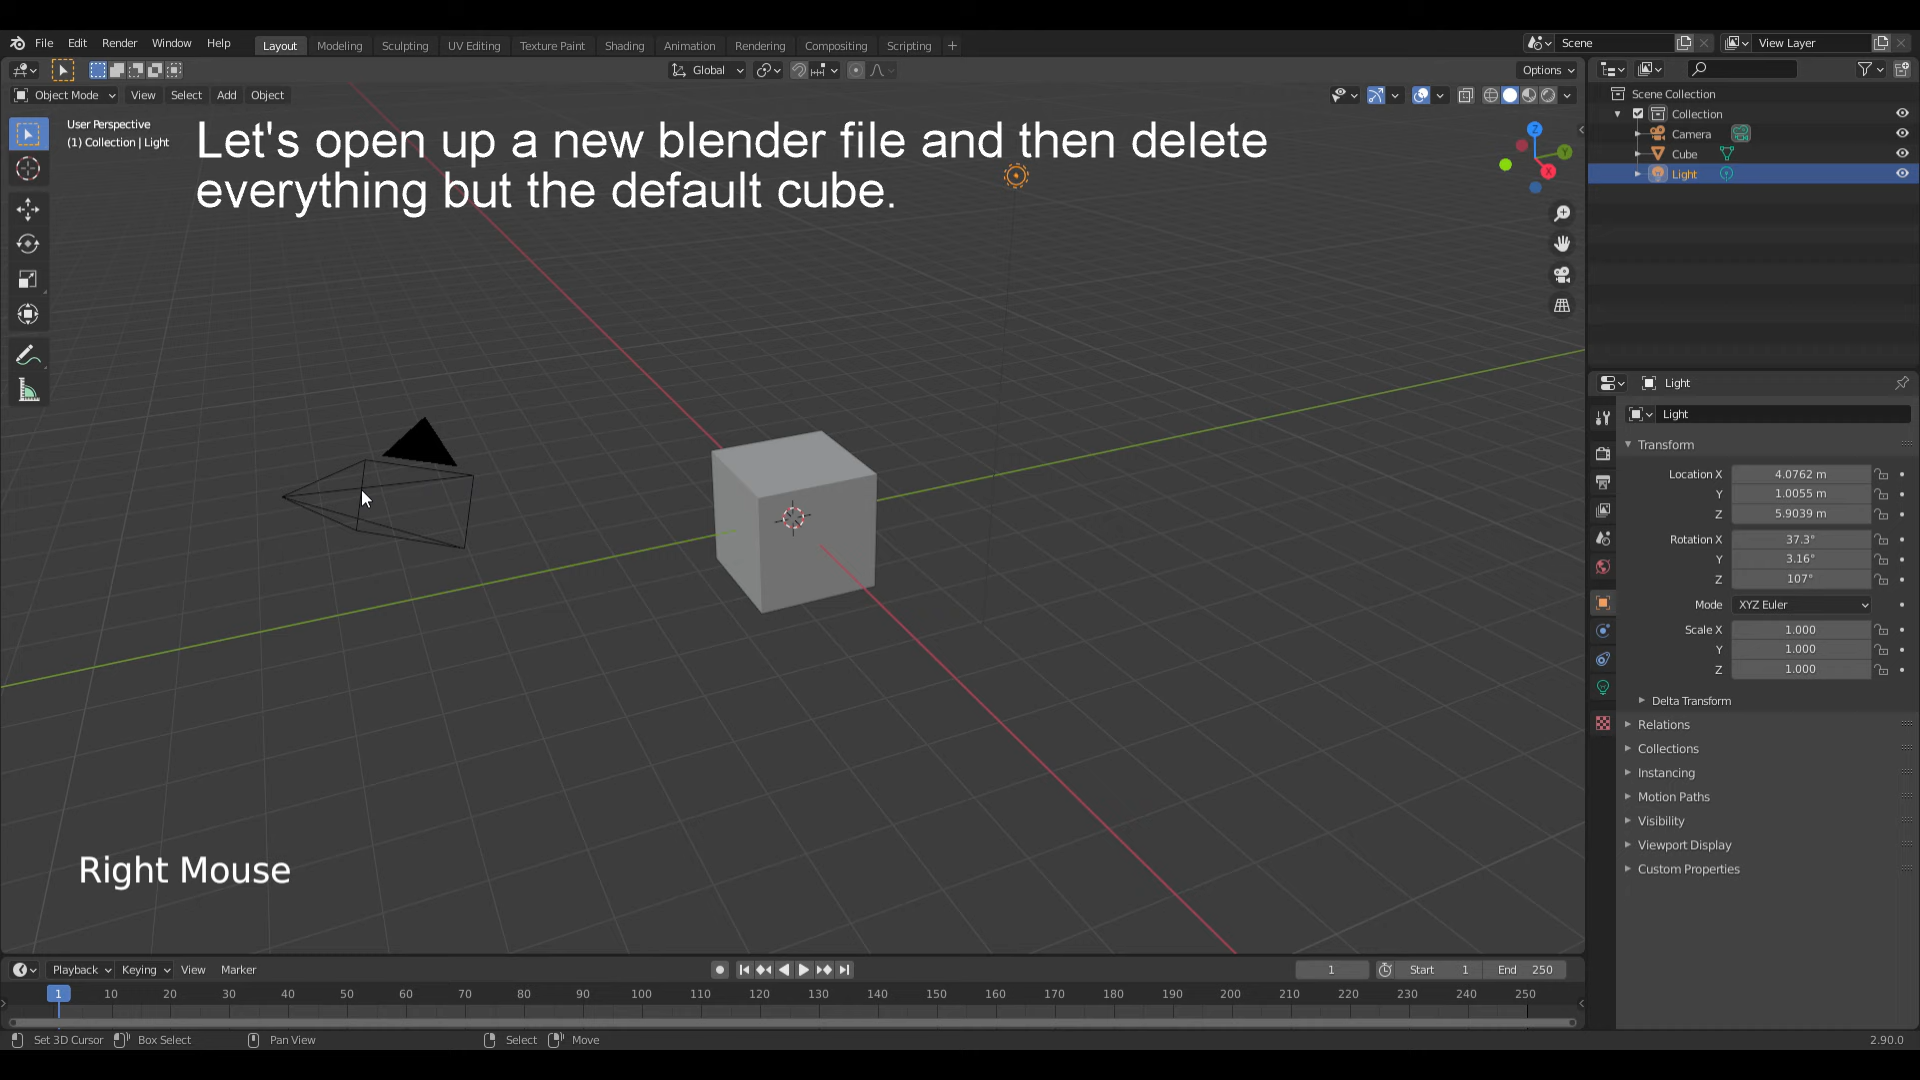 File Edit Render Window Help Layout Modeling Sculpting UV Editing Texture Paint Shading Animation Rendering Compositing Scripting + Scene View Layer
Global Options
Object Mode View Select Add Object
Scene Collection
Collection
Camera
Cube
Light
User Perspective
(1) Collection | Light
Let's open up a new blender file and then delete
everything but the default cube.
Z
Y
X
Light
Light
Transform
Location X 4.0762 m
Y 1.0055 m
Z 5.9039 m
Rotation X 37.3°
Y 3.16°
Z 107°
Mode XYZ Euler
Scale X 1.000
Y 1.000
Z 1.000
Delta Transform
Relations
Collections
Instancing
Motion Paths
Visibility
Viewport Display
Custom Properties
Right Mouse
Playback Keying View Marker 1 Start 1 End 250
1 10 20 30 40 50 60 70 80 90 100 110 120 130 140 150 160 170 180 190 200 210 220 230 240 250
Set 3D Cursor Box Select Pan View Select Move 2.90.0